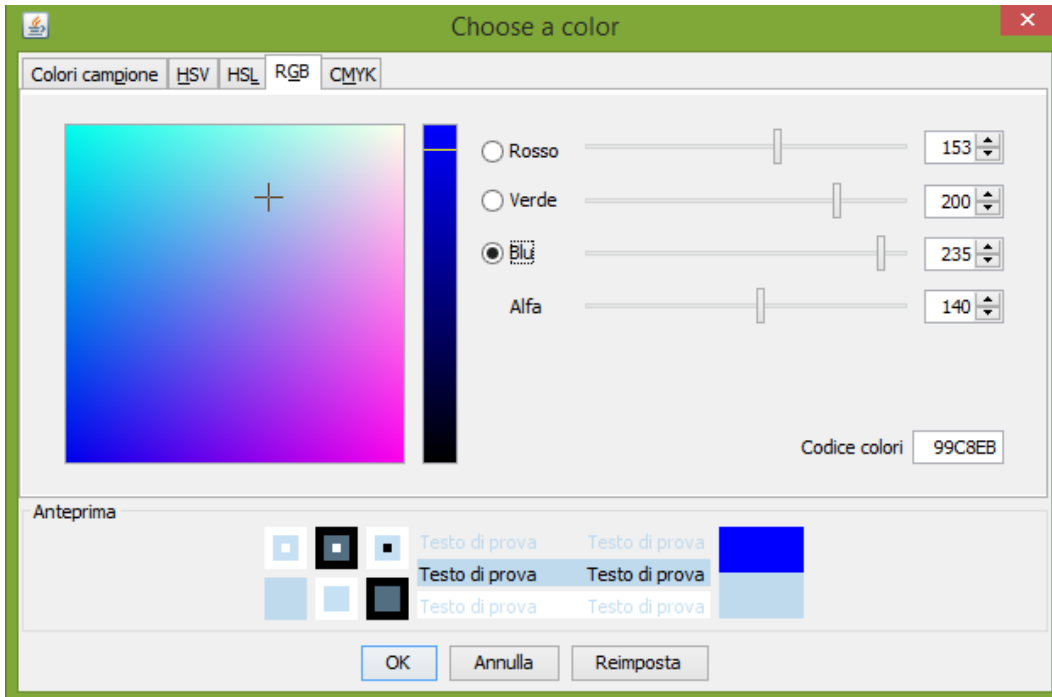 Choose a color
Colori campione HSV HSL RGB CMYK
Rosso 153
Verde 200
Blu 235
Alfa 140
Codice colori 99C8EB
Anteprima
Testo di prova Testo di prova
Testo di prova Testo di prova
Testo di prova Testo di prova
OK Annulla Reimposta